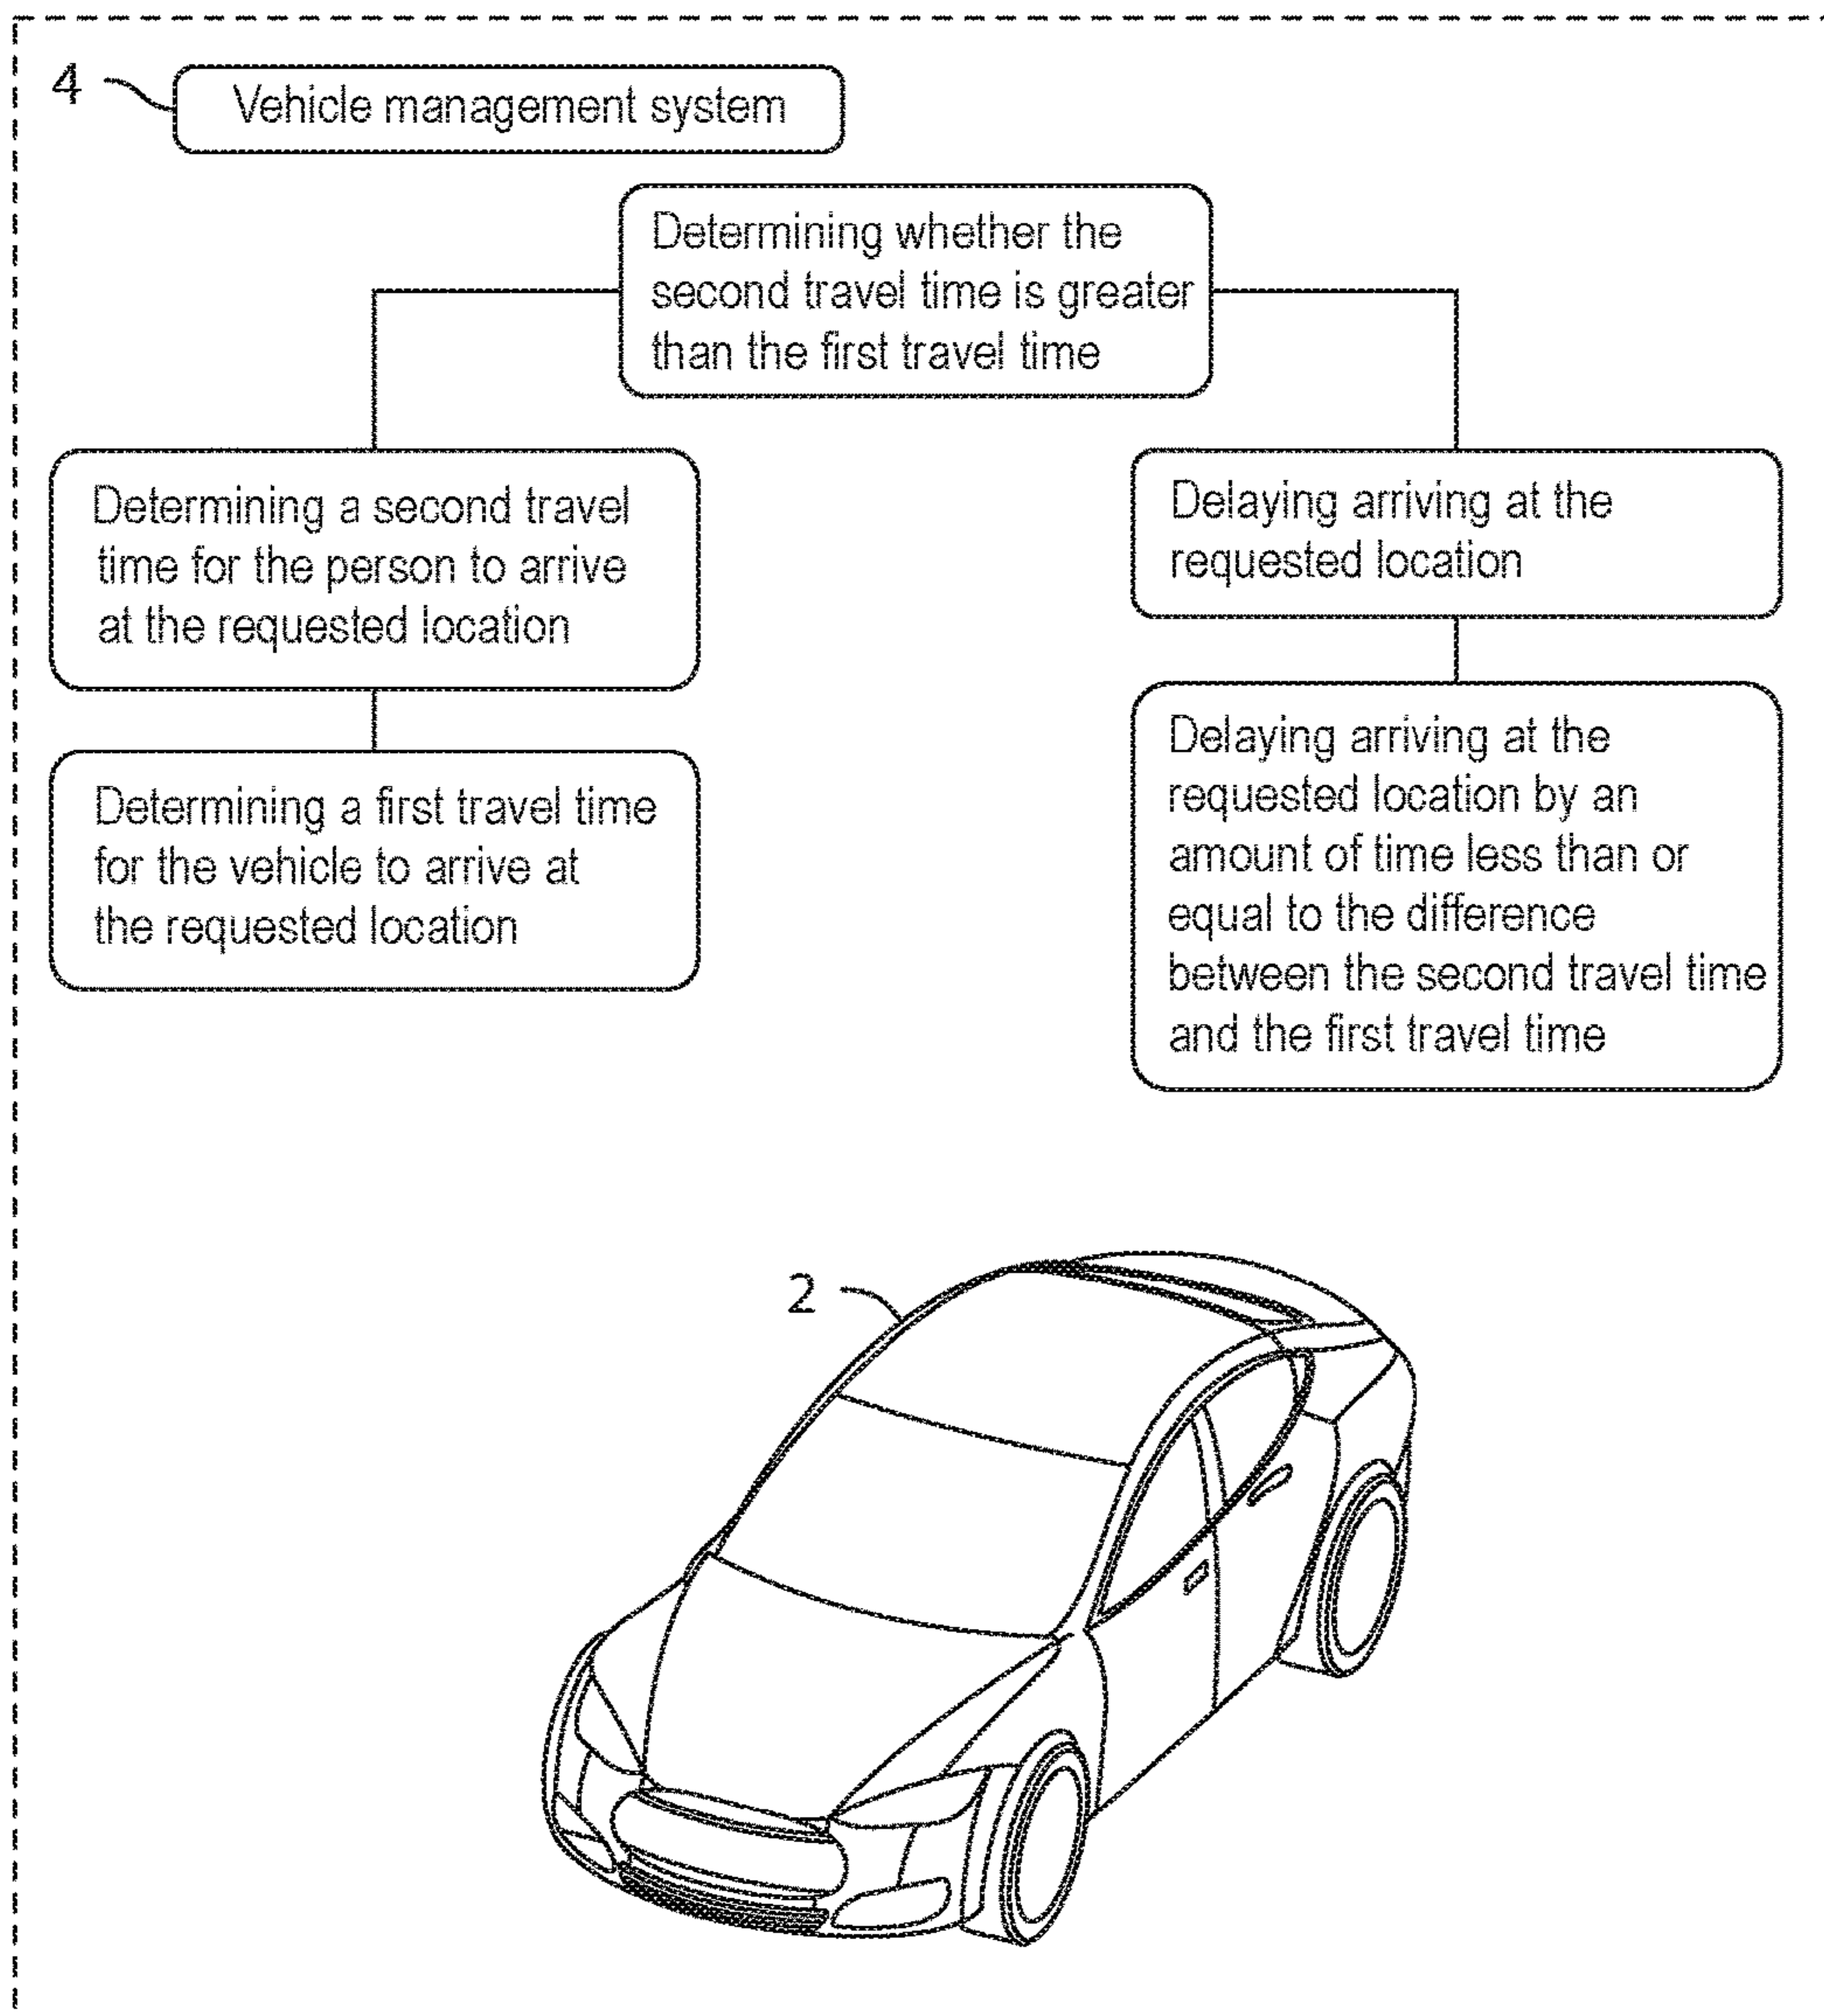 4
Vehicle management system
Determining whether the
second travel time is greater
than the first travel time
Determining a second travel
time for the person to arrive
at the requested location
Determining a first travel time
for the vehicle to arrive at
the requested location
Delaying arriving at the
requested location
Delaying arriving at the
requested location by an
amount of time less than or
equal to the difference
between the second travel time
and the first travel time
2